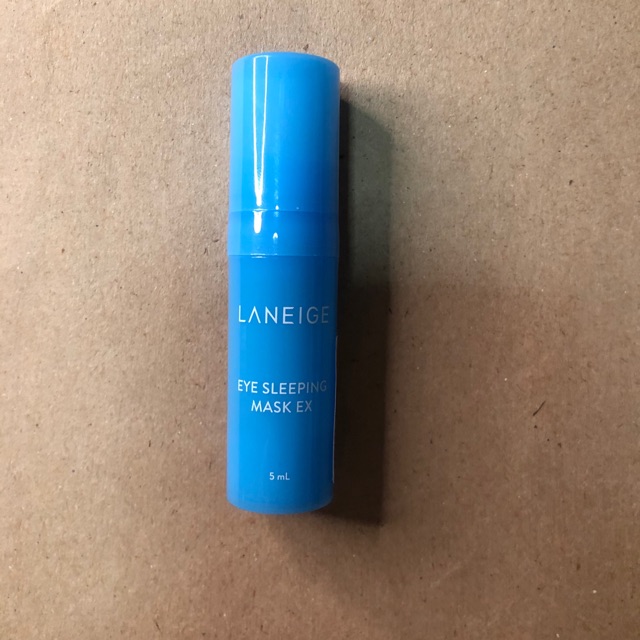 LANEIGE
EYE SLEEPING
MASK EX
5 mL